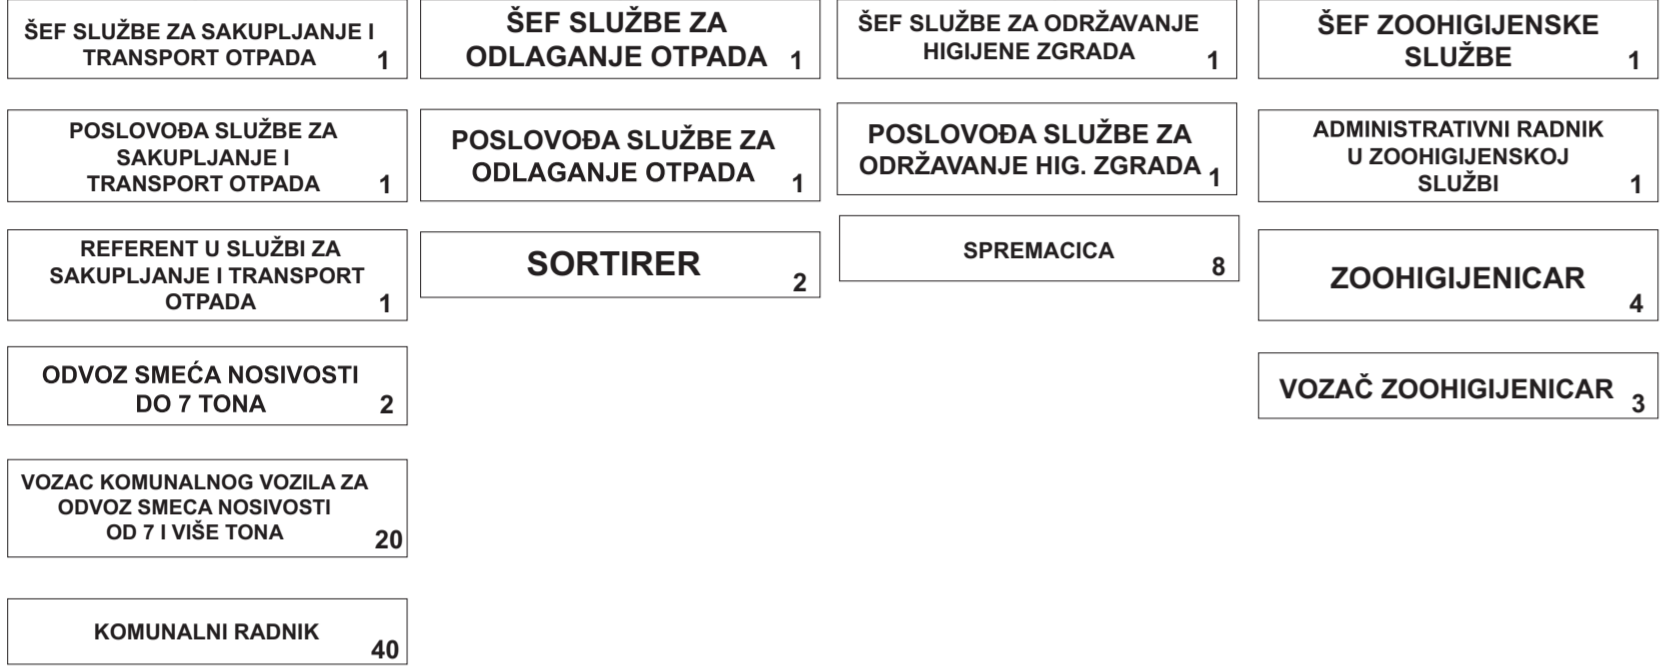 ŠEF SLUŽBE ZA SAKUPLJANJE I
TRANSPORT OTPADA
1
POSLOVOĐA SLUŽBE ZA
SAKUPLJANJE I
TRANSPORT OTPADA
1
REFERENT U SLUŽBI ZA
SAKUPLJANJE I TRANSPORT
OTPADA
1
ODVOZ SMEĆA NOSIVOSTI
DO 7 TONA
2
VOZAC KOMUNALNOG VOZILA ZA
ODVOZ SMECA NOSIVOSTI
OD 7 I VIŠE TONA
20
KOMUNALNI RADNIK
40
ŠEF SLUŽBE ZA
ODLAGANJE OTPADA
1
POSLOVOĐA SLUŽBE ZA
ODLAGANJE OTPADA
1
SORTIRER
2
ŠEF SLUŽBE ZA ODRŽAVANJE
HIGIJENE ZGRADA
1
POSLOVOĐA SLUŽBE ZA
ODRŽAVANJE HIG. ZGRADA
1
SPREMACICA
8
ŠEF ZOOHIGIJENSKE
SLUŽBE
1
ADMINISTRATIVNI RADNIK
U ZOOHIGIJENSKOJ
SLUŽBI
1
ZOOHIGIJENICAR
4
VOZAČ ZOOHIGIJENICAR
3